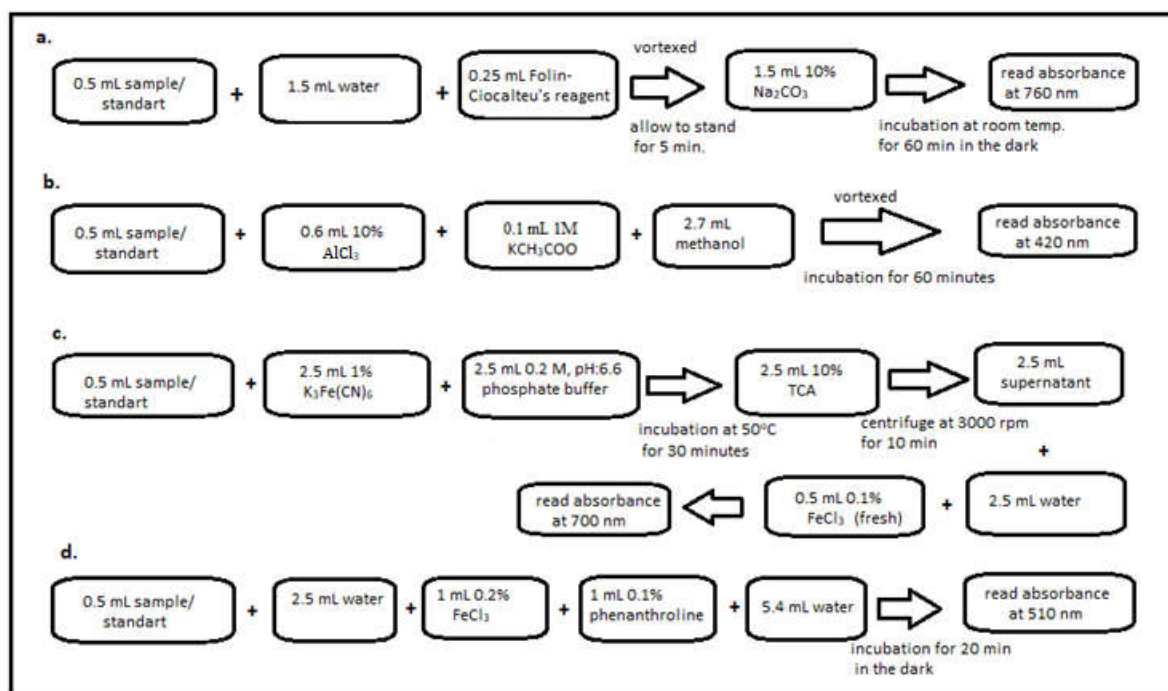 a.
0.5 mL sample/
standart
+
1.5 mL water
+
0.25 mL Folin-
Ciocalteu's reagent
vortexed
allow to stand
for 5 min.
1.5 mL 10%
Na₂CO₃
incubation at room temp.
for 60 min in the dark
read absorbance
at 760 nm
b.
0.5 mL sample/
standart
+
0.6 mL 10%
AlCl₃
+
0.1 mL 1M
KCH₃COO
+
2.7 mL
methanol
vortexed
incubation for 60 minutes
read absorbance
at 420 nm
c.
0.5 mL sample/
standart
+
2.5 mL 1%
K₃Fe(CN)₆
+
2.5 mL 0.2 M, pH:6.6
phosphate buffer
incubation at 50°C
for 30 minutes
2.5 mL 10%
TCA
centrifuge at 3000 rpm
for 10 min
2.5 mL
supernatant
+
2.5 mL water
+
0.5 mL 0.1%
FeCl₃ (fresh)
read absorbance
at 700 nm
d.
0.5 mL sample/
standart
+
2.5 mL water
+
1 mL 0.2%
FeCl₃
+
1 mL 0.1%
phenanthroline
+
5.4 mL water
incubation for 20 min
in the dark
read absorbance
at 510 nm